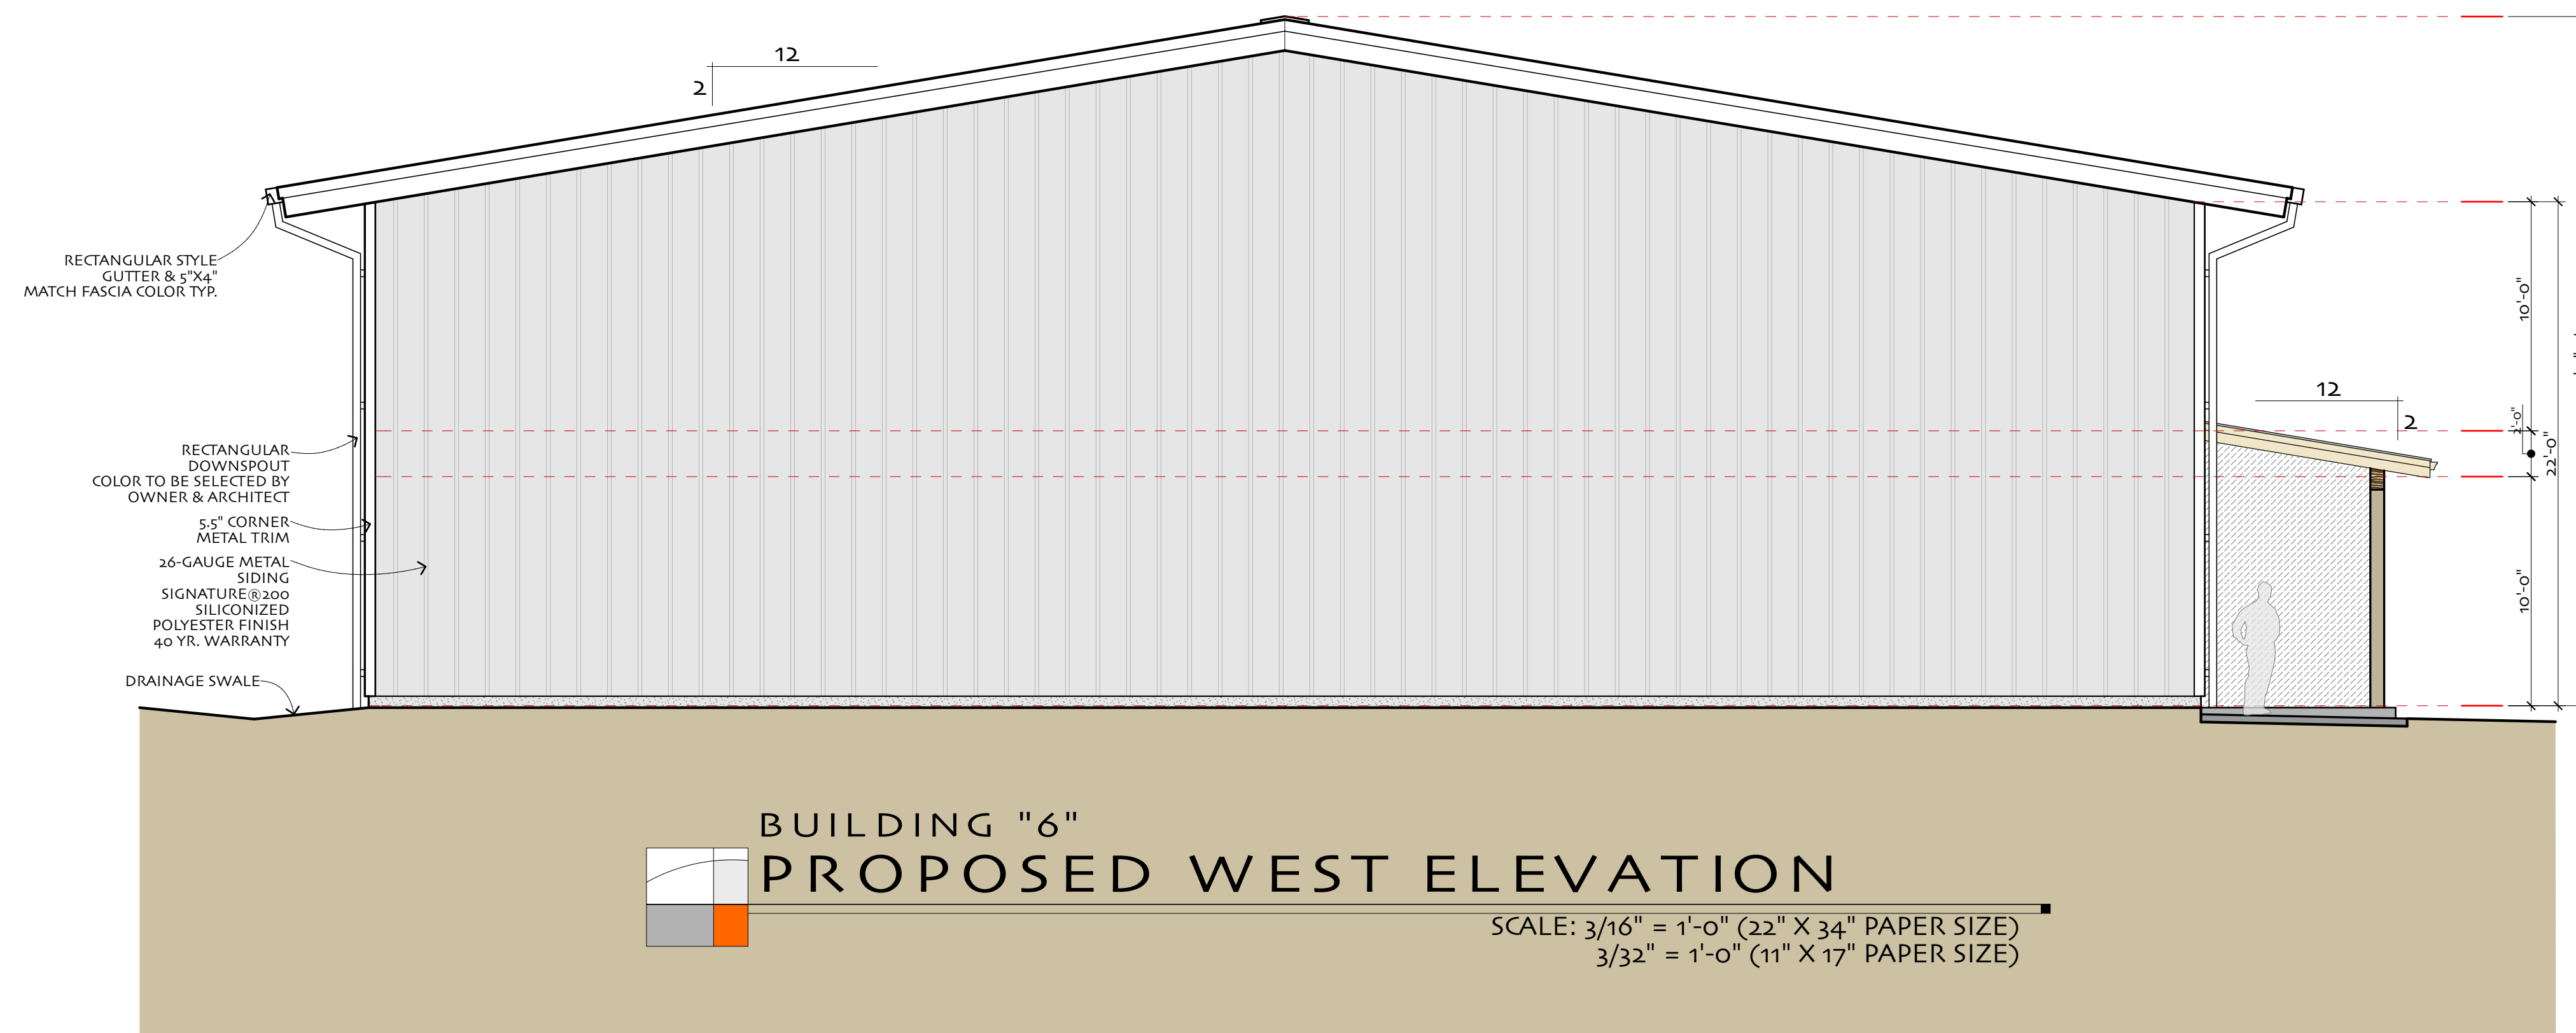 12
2
RECTANGULAR STYLE
GUTTER & 5"X4"
MATCH FASCIA COLOR TYP.
RECTANGULAR
DOWNSPOUT
COLOR TO BE SELECTED BY
OWNER & ARCHITECT
5.5" CORNER
METAL TRIM
26-GAUGE METAL
SIDING
SIGNATURE®200
SILICONIZED
POLYESTER FINISH
40 YR. WARRANTY
DRAINAGE SWALE
12
2
10'-0"
2'-0"
22'-0"
10'-0"
BUILDING "6"
PROPOSED WEST ELEVATION
SCALE: 3/16" = 1'-0" (22" X 34" PAPER SIZE)
3/32" = 1'-0" (11" X 17" PAPER SIZE)